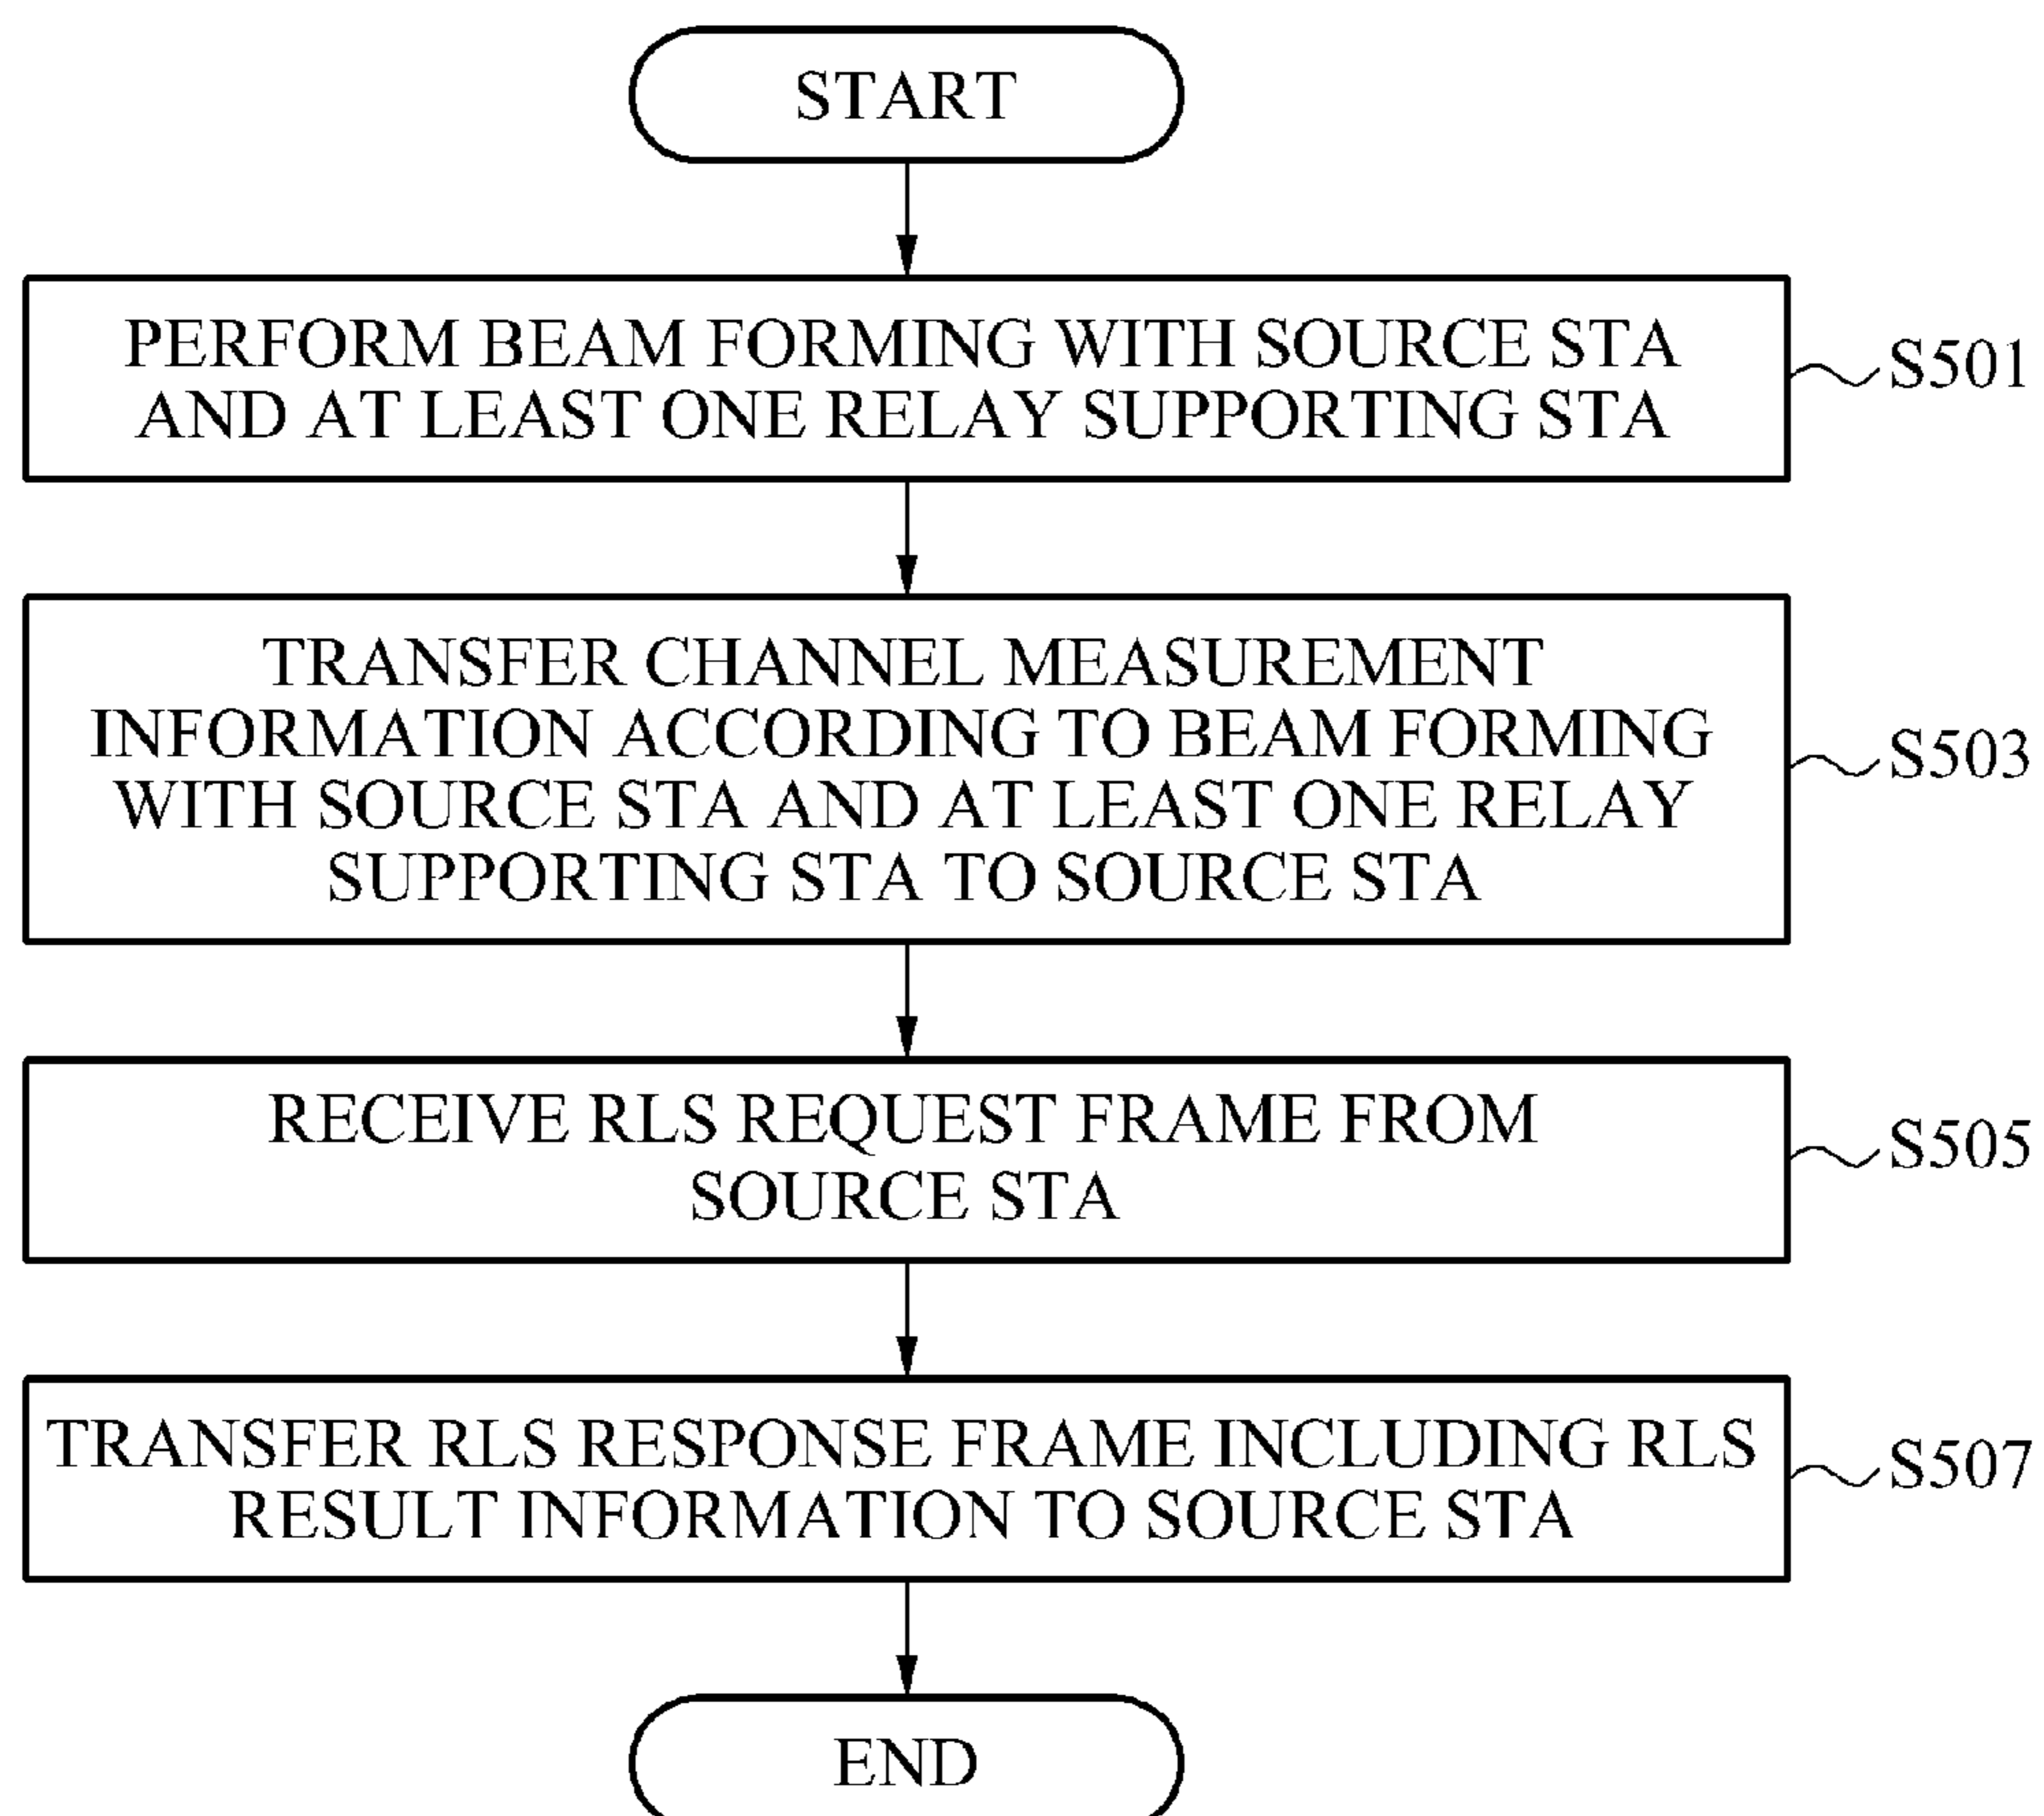 START
PERFORM BEAM FORMING WITH SOURCE STA
AND AT LEAST ONE RELAY SUPPORTING STA
S501
TRANSFER CHANNEL MEASUREMENT
INFORMATION ACCORDING TO BEAM FORMING
WITH SOURCE STA AND AT LEAST ONE RELAY
SUPPORTING STA TO SOURCE STA
S503
RECEIVE RLS REQUEST FRAME FROM
SOURCE STA
S505
TRANSFER RLS RESPONSE FRAME INCLUDING RLS
RESULT INFORMATION TO SOURCE STA
S507
END